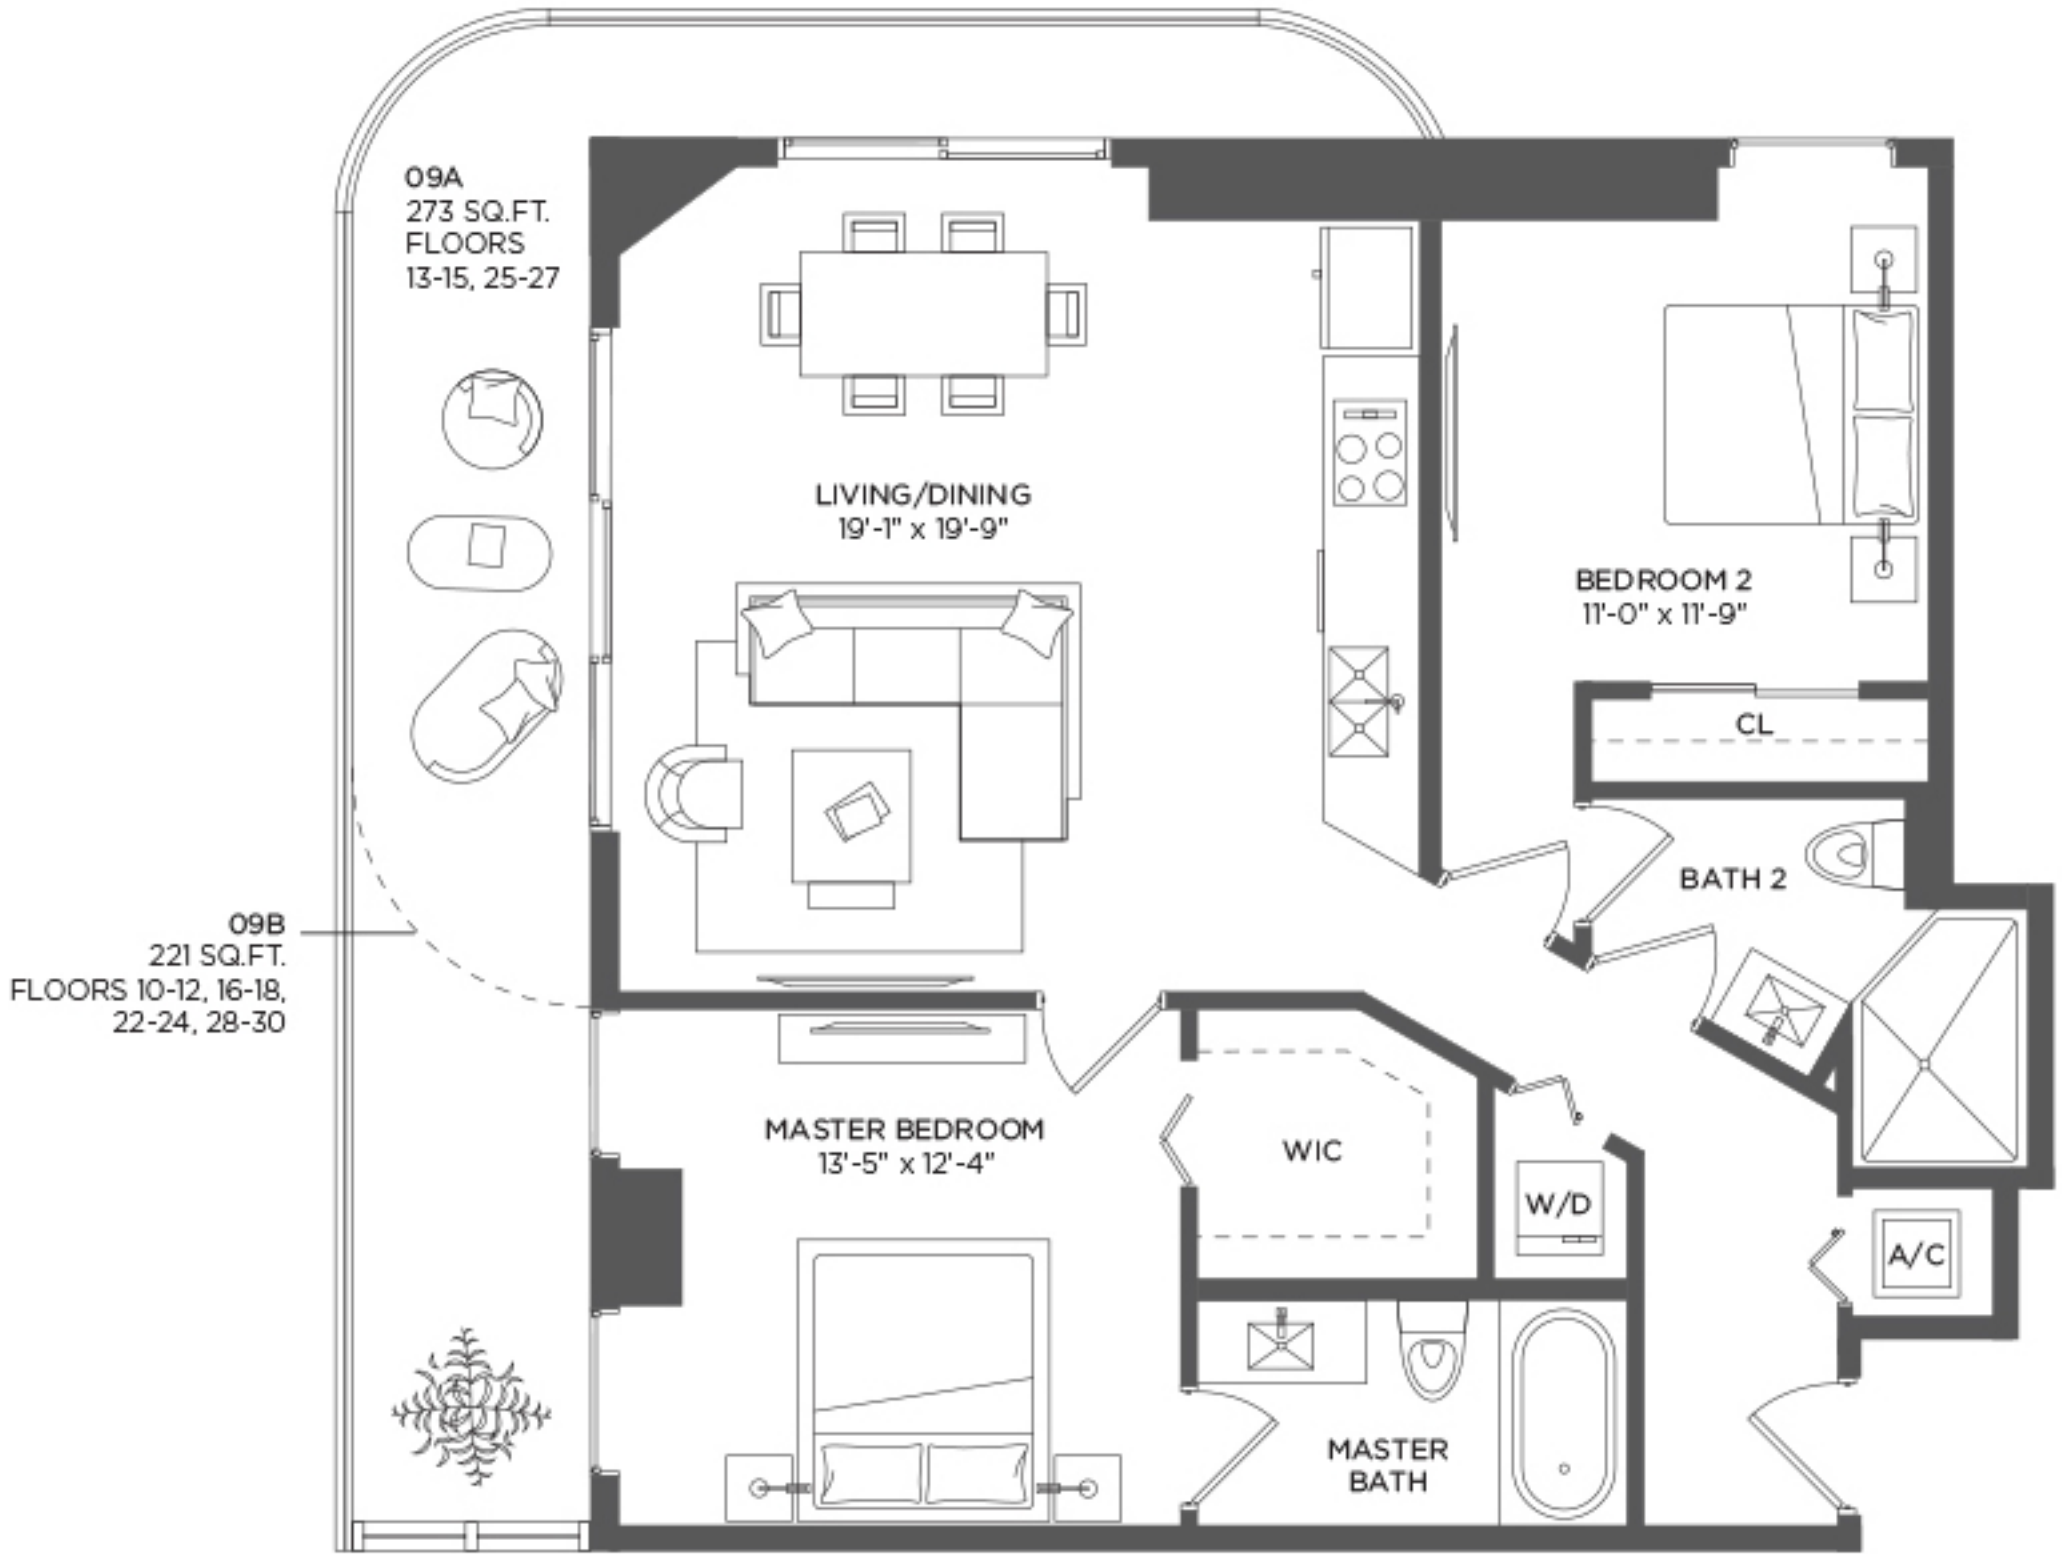 09A
273 SQ.FT.
FLOORS
13-15, 25-27
LIVING/DINING
19'-1" x 19'-9"
BEDROOM 2
11'-0" x 11'-9"
CL
BATH 2
09B
221 SQ.FT.
FLOORS 10-12, 16-18,
22-24, 28-30
MASTER BEDROOM
13'-5" x 12'-4"
WIC
W/D
A/C
MASTER
BATH